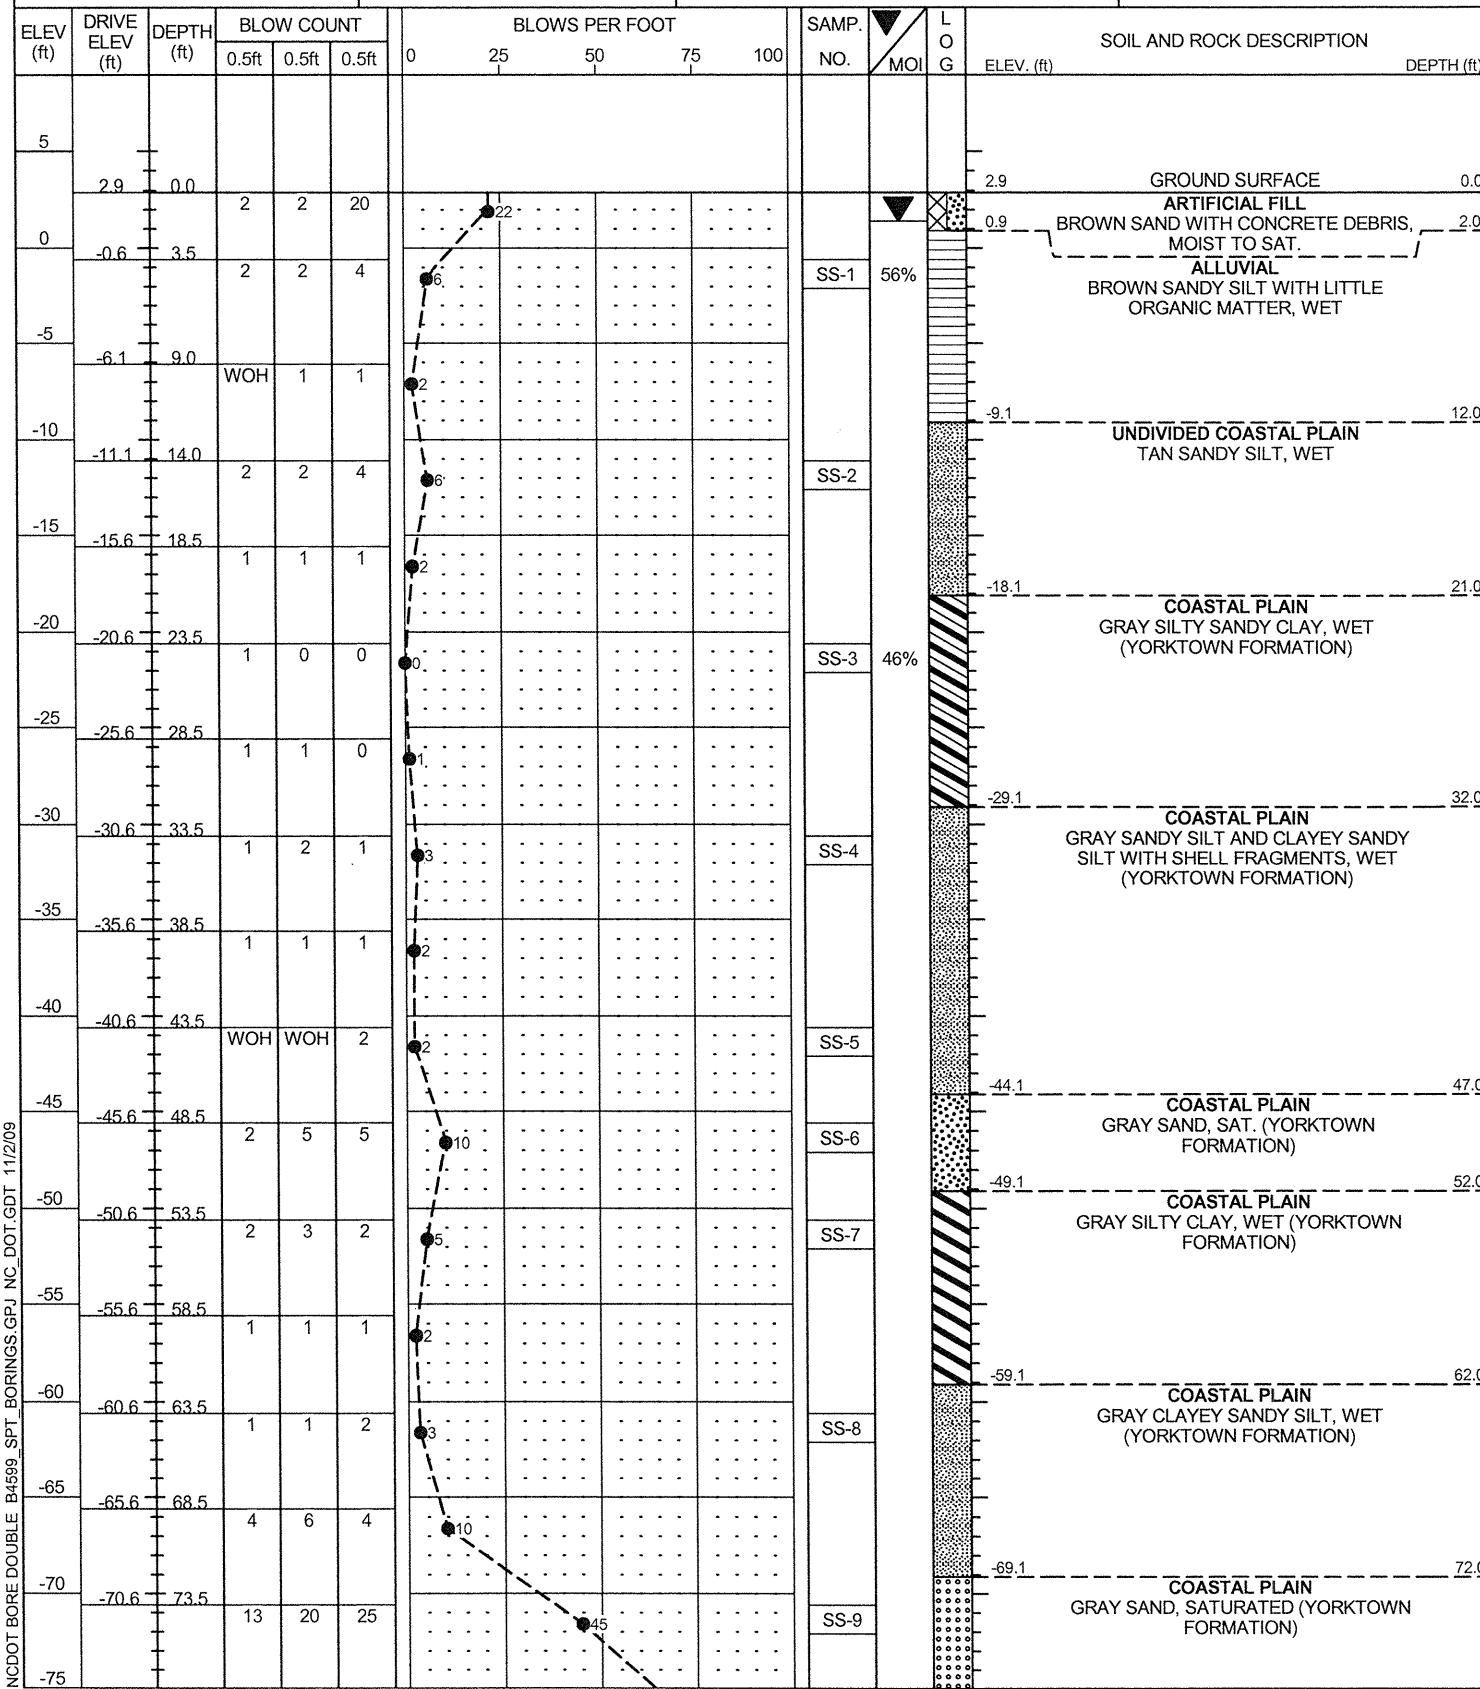 ELEV (ft) DRIVE ELEV (ft) DEPTH (ft) BLOW COUNT BLOWS PER FOOT SAMP. NO. MOI L O G SOIL AND ROCK DESCRIPTION
0.5ft 0.5ft 0.5ft 0 25 50 75 100 ELEV. (ft) DEPTH (ft)
5
2.9 0.0 2.9 GROUND SURFACE 0.0
2 2 20 22 ARTIFICIAL FILL
0.9 BROWN SAND WITH CONCRETE DEBRIS, 2.0
0 MOIST TO SAT.
-0.6 3.5
2 2 4 6 SS-1 56% ALLUVIAL
BROWN SANDY SILT WITH LITTLE
ORGANIC MATTER, WET
-5
-6.1 9.0
WOH 1 1 2
-9.1 12.0
-10 UNDIVIDED COASTAL PLAIN
-11.1 14.0 TAN SANDY SILT, WET
2 2 4 6 SS-2
-15
-15.6 18.5
1 1 1 2
-18.1 21.0
COASTAL PLAIN
-20 GRAY SILTY SANDY CLAY, WET
-20.6 23.5 (YORKTOWN FORMATION)
1 0 0 0 SS-3 46%
-25
-25.6 28.5
1 1 0 1
-29.1 32.0
-30 COASTAL PLAIN
-30.6 33.5 GRAY SANDY SILT AND CLAYEY SANDY
1 2 1 3 SS-4 SILT WITH SHELL FRAGMENTS, WET
(YORKTOWN FORMATION)
-35
-35.6 38.5
1 1 1 2
-40
-40.6 43.5
WOH WOH 2 2 SS-5
-44.1 47.0
-45 COASTAL PLAIN
-45.6 48.5 GRAY SAND, SAT. (YORKTOWN
2 5 5 10 SS-6 FORMATION)
-49.1 52.0
-50 COASTAL PLAIN
-50.6 53.5 GRAY SILTY CLAY, WET (YORKTOWN
2 3 2 5 SS-7 FORMATION)
-55
-55.6 58.5
1 1 1 2
-59.1 62.0
-60 COASTAL PLAIN
-60.6 63.5 GRAY CLAYEY SANDY SILT, WET
1 1 2 3 SS-8 (YORKTOWN FORMATION)
-65
-65.6 68.5
4 6 4 10
-69.1 72.0
-70 COASTAL PLAIN
-70.6 73.5 GRAY SAND, SATURATED (YORKTOWN
13 20 25 45 SS-9 FORMATION)
-75
NCDOT BORE DOUBLE B4599_SPT_BORINGS.GPJ NC_DOT.GDT 11/2/09